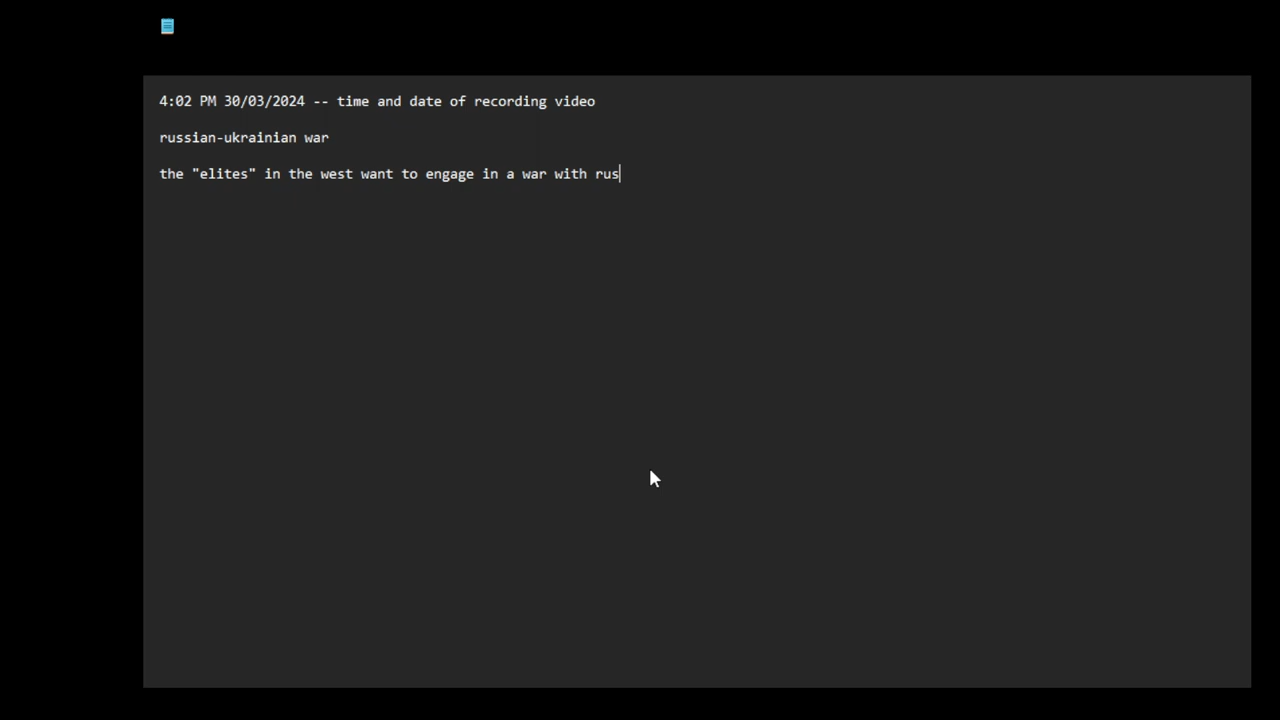 4:02 PM 30/03/2024 -- time and date of recording video
russian-ukrainian war
the "elites" in the west want to engage in a war with rus